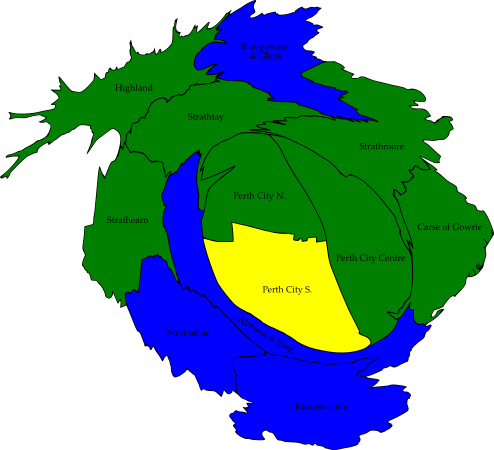 Blairgowrie
& Glens
Highland
Strathtay
Strathmore
Perth City N.
Strathearn
Carse of Gowrie
Perth City Centre
Perth City S.
Almond & Earn
Strathallan
Kinross-shire